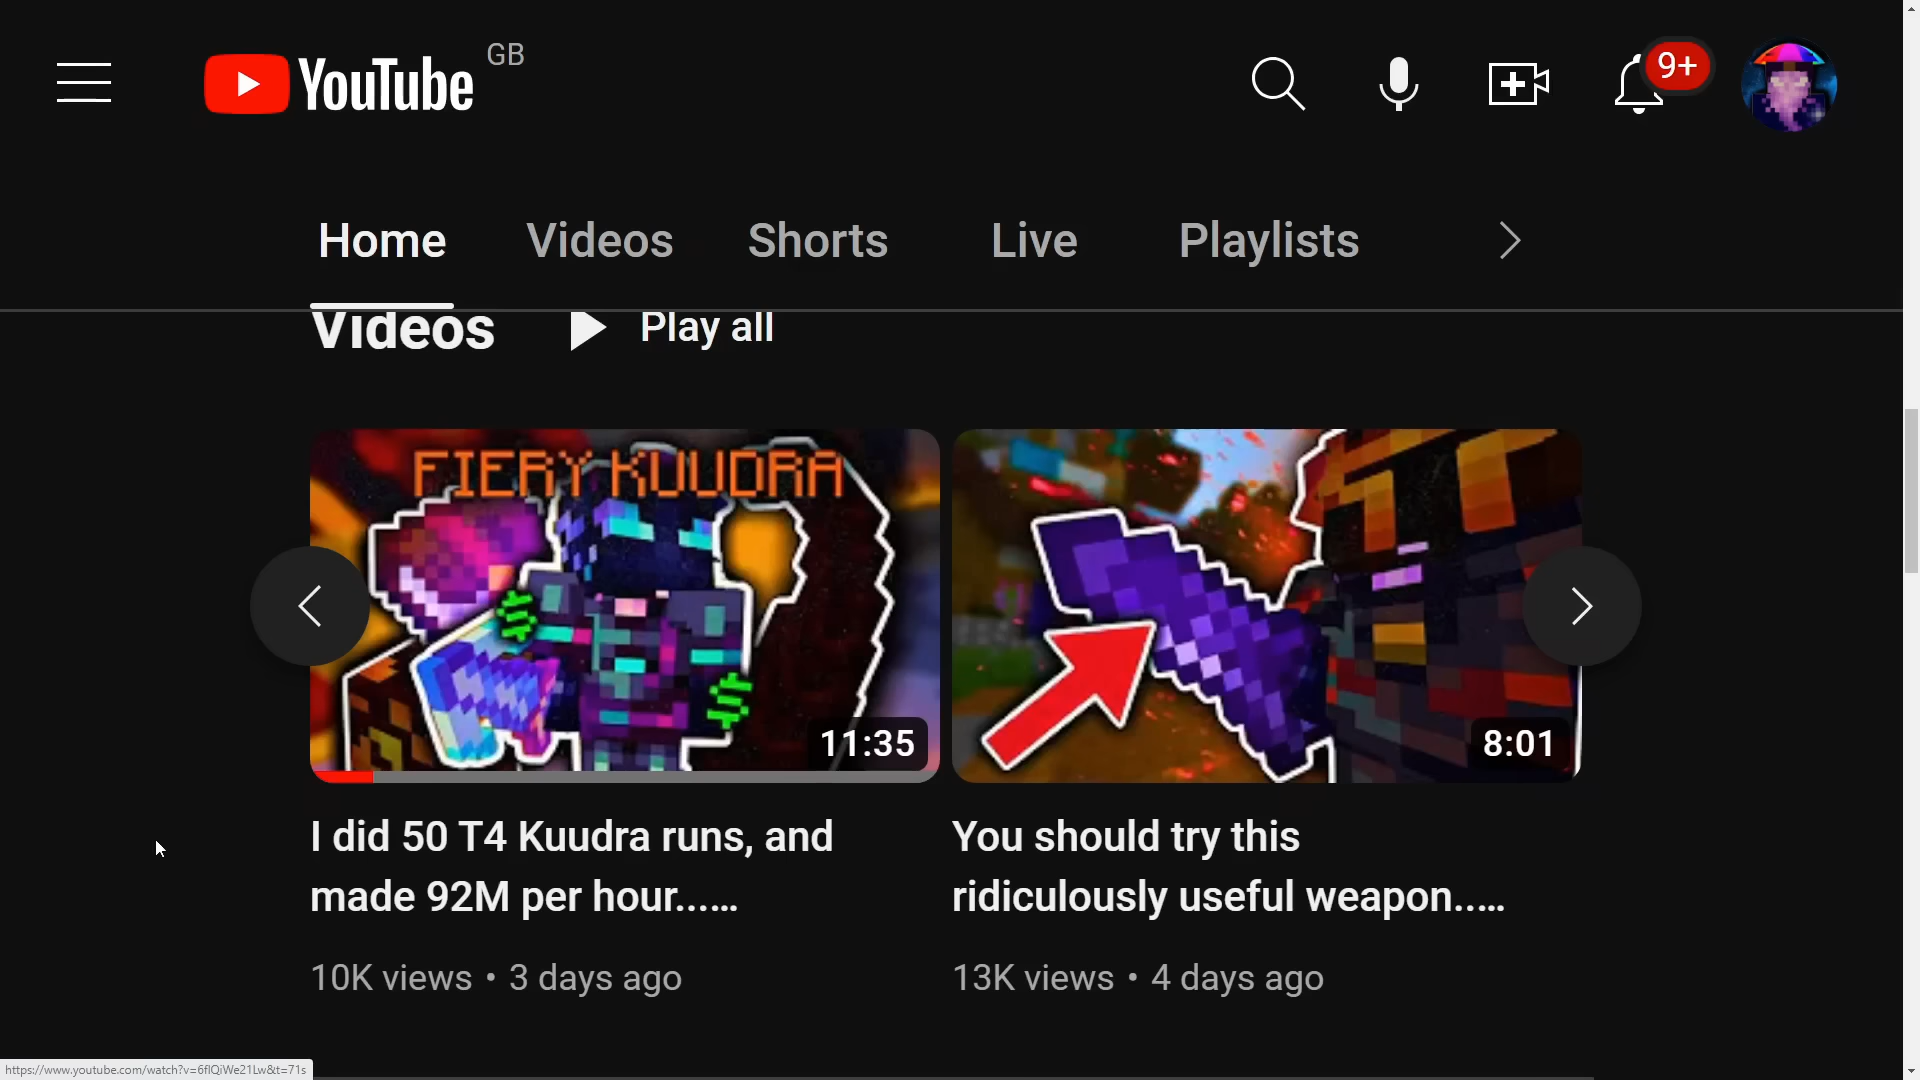 YouTube GB
9+
Home Videos Shorts Live Playlists
Videos Play all
FIERY KUUDRA
11:35
8:01
I did 50 T4 Kuudra runs, and
made 92M per hour......
10K views • 3 days ago
You should try this
ridiculously useful weapon.....
13K views • 4 days ago
https://www.youtube.com/watch?v=6flQiWe21Lw&t=71s